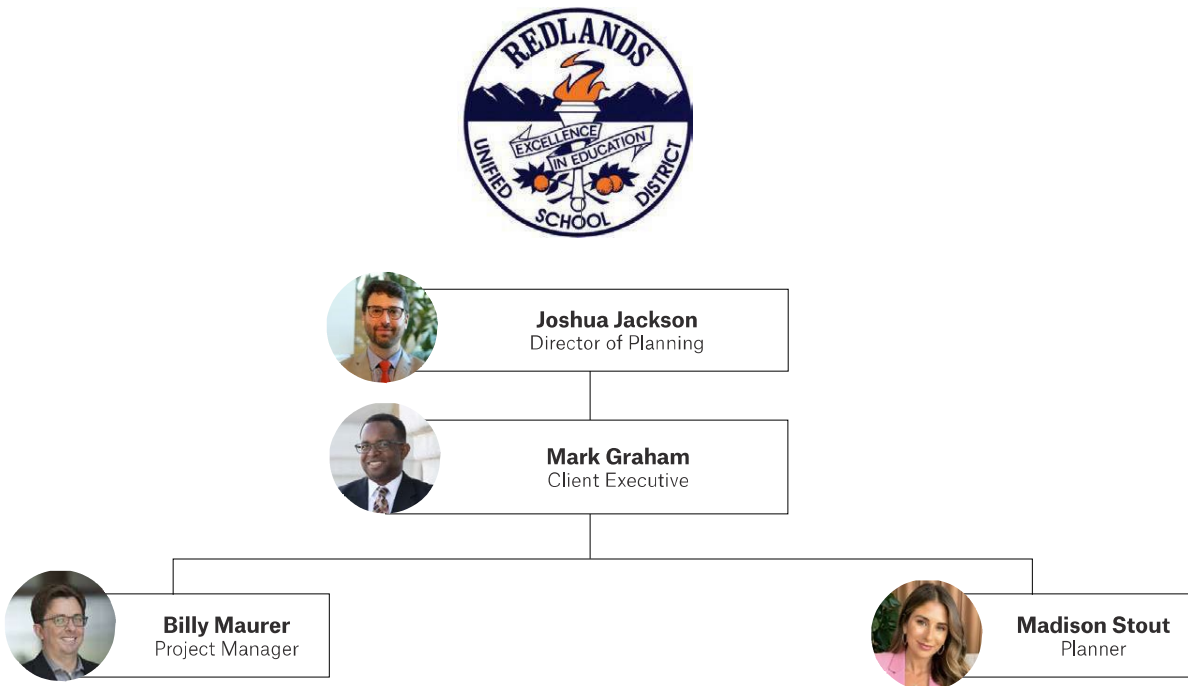 REDLANDS
EXCELLENCE
IN EDUCATION
UNIFIED SCHOOL DISTRICT
Joshua Jackson
Director of Planning
Mark Graham
Client Executive
Billy Maurer
Project Manager
Madison Stout
Planner